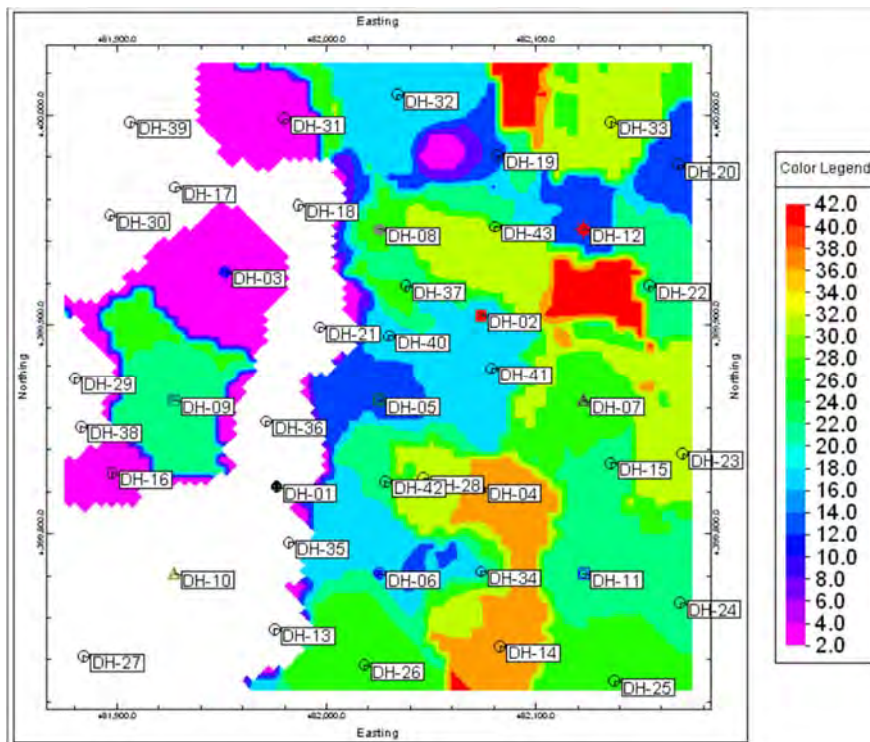 Easting
DH-32
DH-39
DH-31
DH-33
DH-19
DH-20
DH-17
DH-18
DH-30
DH-08
DH-43
DH-12
DH-03
DH-37
DH-22
DH-02
DH-21
DH-40
DH-41
DH-29
DH-09
DH-05
DH-07
DH-38
DH-36
DH-23
DH-15
DH-16
DH-42
DH-28
DH-04
DH-01
DH-35
DH-10
DH-06
DH-34
DH-11
DH-24
DH-13
DH-27
DH-26
DH-14
DH-25
Northing
Northing
Easting
Color Legend
42.0
40.0
38.0
36.0
34.0
32.0
30.0
28.0
26.0
24.0
22.0
20.0
18.0
16.0
14.0
12.0
10.0
8.0
6.0
4.0
2.0